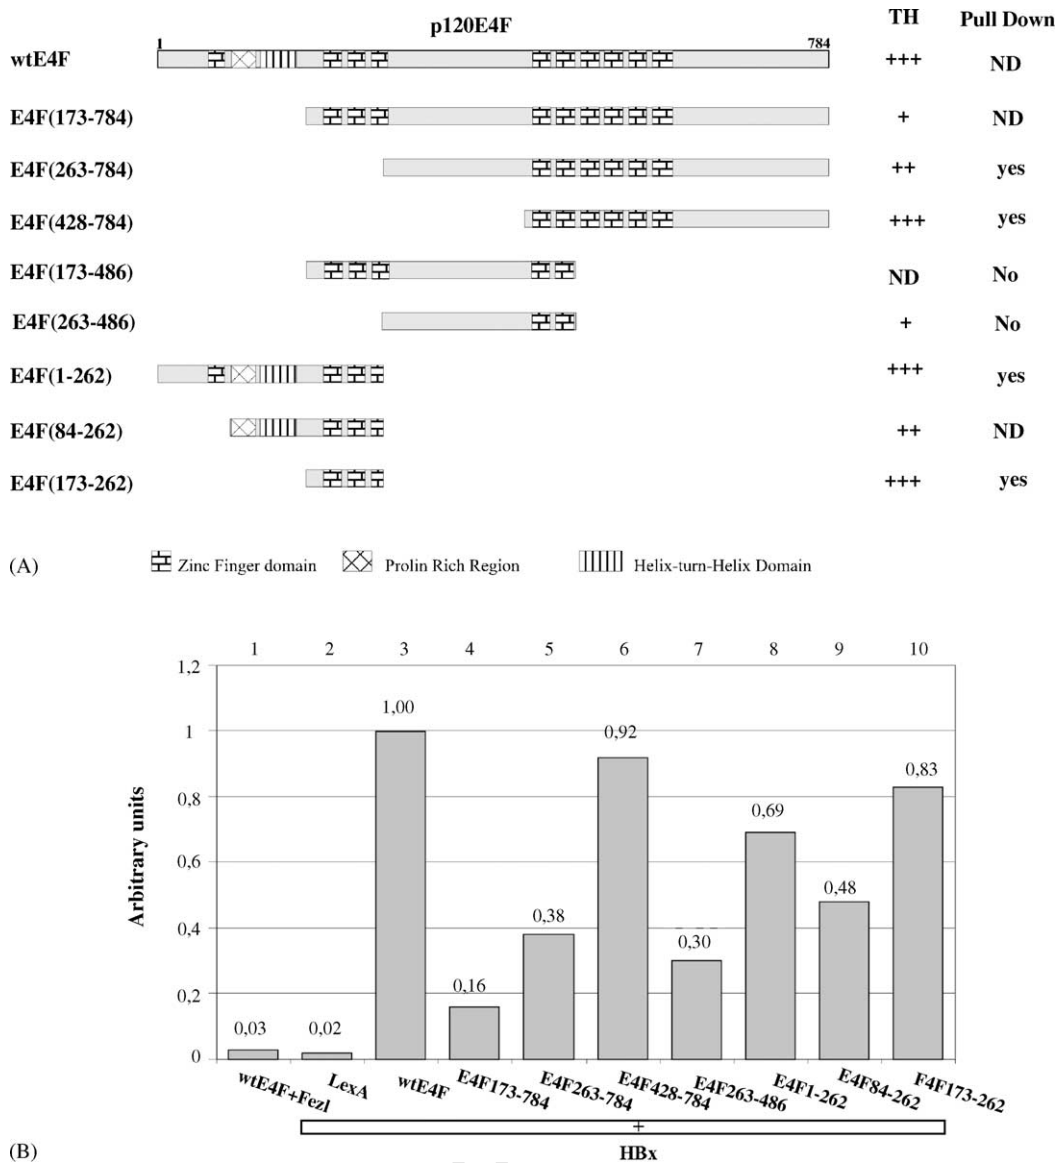 p120E4F TH Pull Down
1 784
wtE4F +++ ND
E4F(173-784) + ND
E4F(263-784) ++ yes
E4F(428-784) +++ yes
E4F(173-486) ND No
E4F(263-486) + No
E4F(1-262) +++ yes
E4F(84-262) ++ ND
E4F(173-262) +++ yes
(A) Zinc Finger domain Prolin Rich Region Helix-turn-Helix Domain
1 2 3 4 5 6 7 8 9 10
Arbitrary units
1,2
1
0,8
0,6
0,4
0,2
0
0,03 0,02 1,00 0,16 0,38 0,92 0,30 0,69 0,48 0,83
wtE4F+Fezl LexA wtE4F E4F173-784 E4F263-784 E4F428-784 E4F263-486 E4F1-262 E4F84-262 F4F173-262
+
(B) HBx